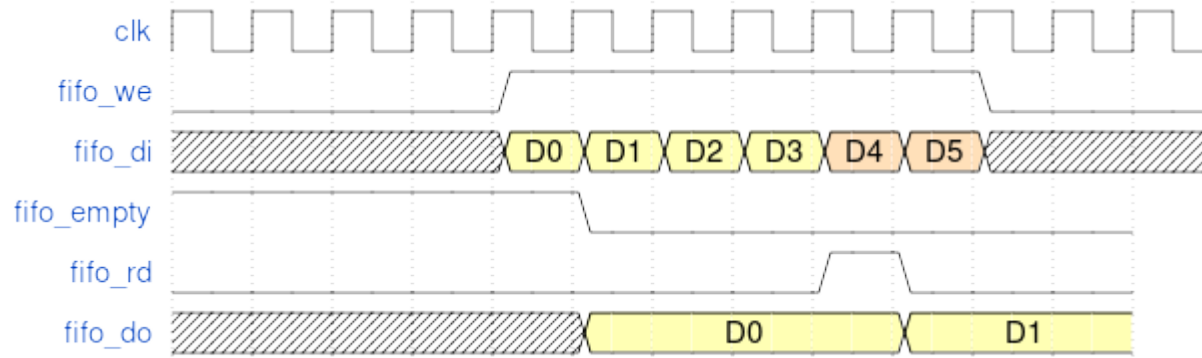 clk
fifo_we
fifo_di D0 D1 D2 D3 D4 D5
fifo_empty
fifo_rd
fifo_do D0 D1